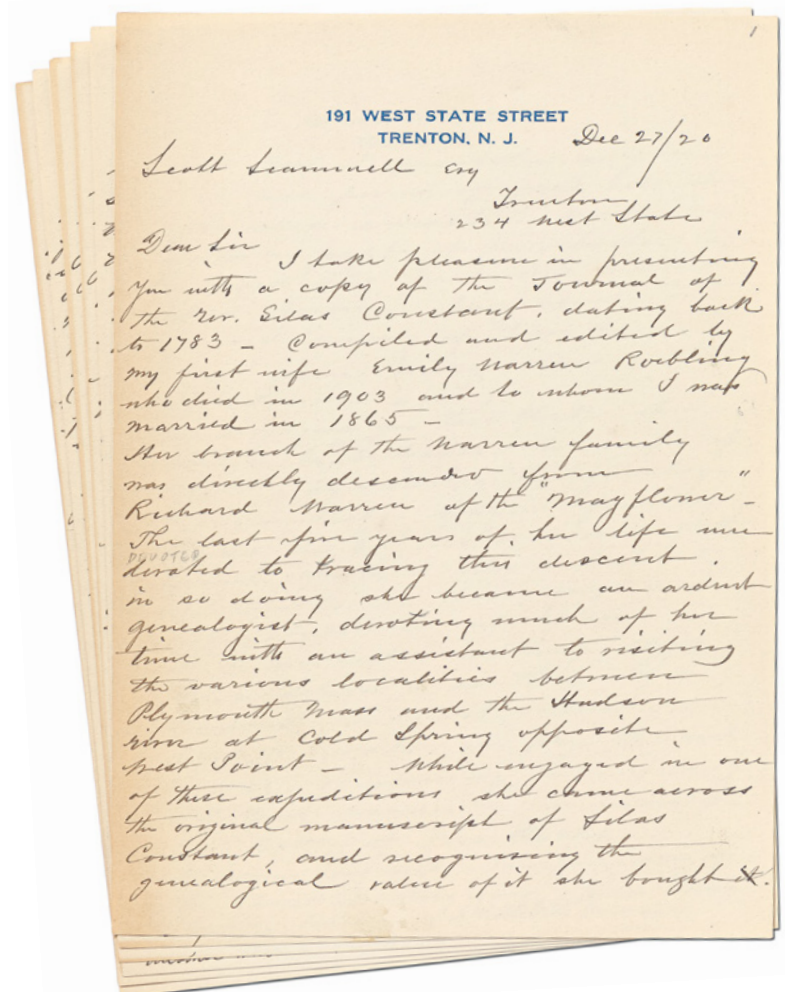 1
191 WEST STATE STREET
TRENTON, N. J.
Dec 27/20
Scott Scammell Esq
Trenton
234 West State
Dear Sir
I take pleasure in presenting
you with a copy of the Journal of
the rev. Silas Constant, dating back
to 1783 – Compiled and edited by
my first wife Emily Warren Roebling
who died in 1903 and to whom I was
married in 1865 –
Her branch of the Warren family
was directly descended from
Richard Warren of the "Mayflower" –
The last five years of her life were
DEVOTED
devoted to tracing this descent.
in so doing she became an ardent
genealogist, devoting much of her
time with an assistant to visiting
the various localities between
Plymouth Mass and the Hudson
river at Cold Spring opposite
West Point – While engaged in one
of these expeditions she came across
the original manuscript of Silas
Constant, and recognising the
genealogical value of it she bought it.